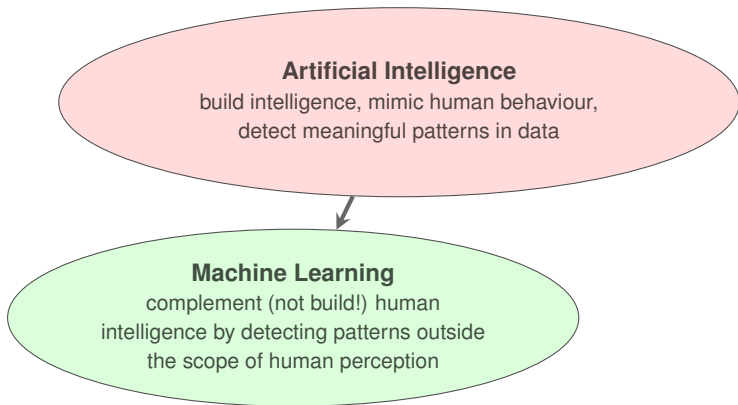 Artificial Intelligence
build intelligence, mimic human behaviour,
detect meaningful patterns in data
Machine Learning
complement (not build!) human
intelligence by detecting patterns outside
the scope of human perception